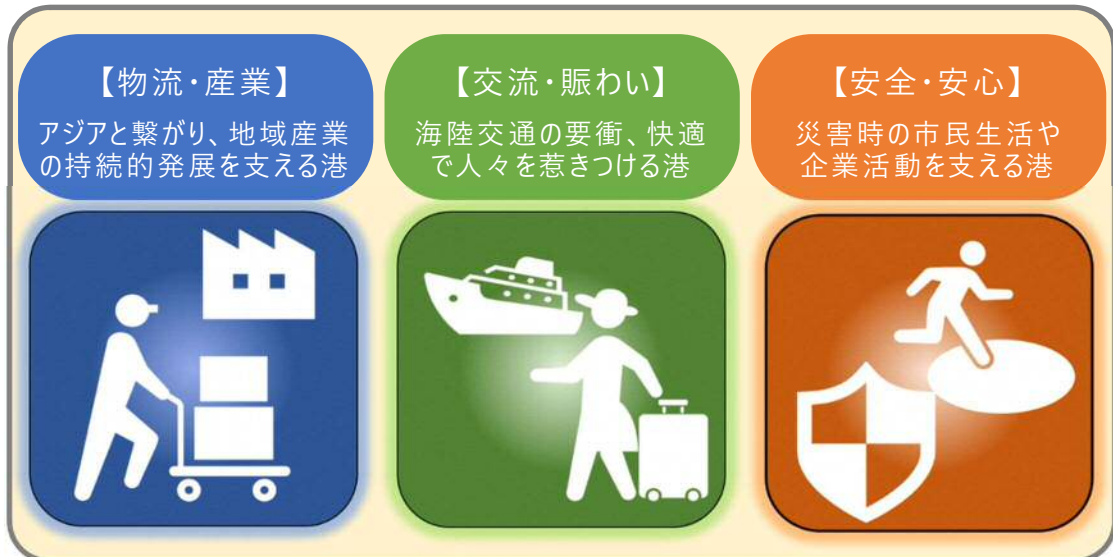 【物流・産業】
アジアと繋がり、地域産業
の持続的発展を支える港
【交流・賑わい】
海陸交通の要衝、快適
で人々を惹きつける港
【安全・安心】
災害時の市民生活や
企業活動を支える港